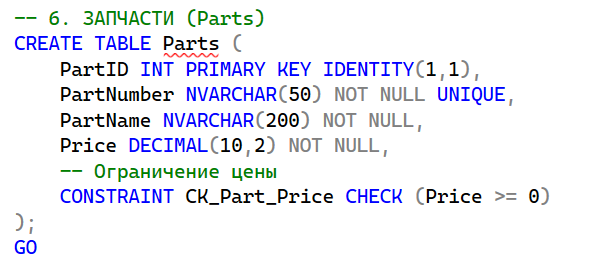 -- 6. ЗАПЧАСТИ (Parts)
CREATE TABLE Parts (
    PartID INT PRIMARY KEY IDENTITY(1,1),
    PartNumber NVARCHAR(50) NOT NULL UNIQUE,
    PartName NVARCHAR(200) NOT NULL,
    Price DECIMAL(10,2) NOT NULL,
    -- Ограничение цены
    CONSTRAINT CK_Part_Price CHECK (Price >= 0)
);
GO